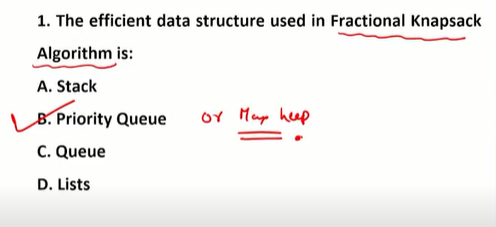 1. The efficient data structure used in Fractional Knapsack
Algorithm is:
A. Stack
B. Priority Queue or Max heap
C. Queue
D. Lists